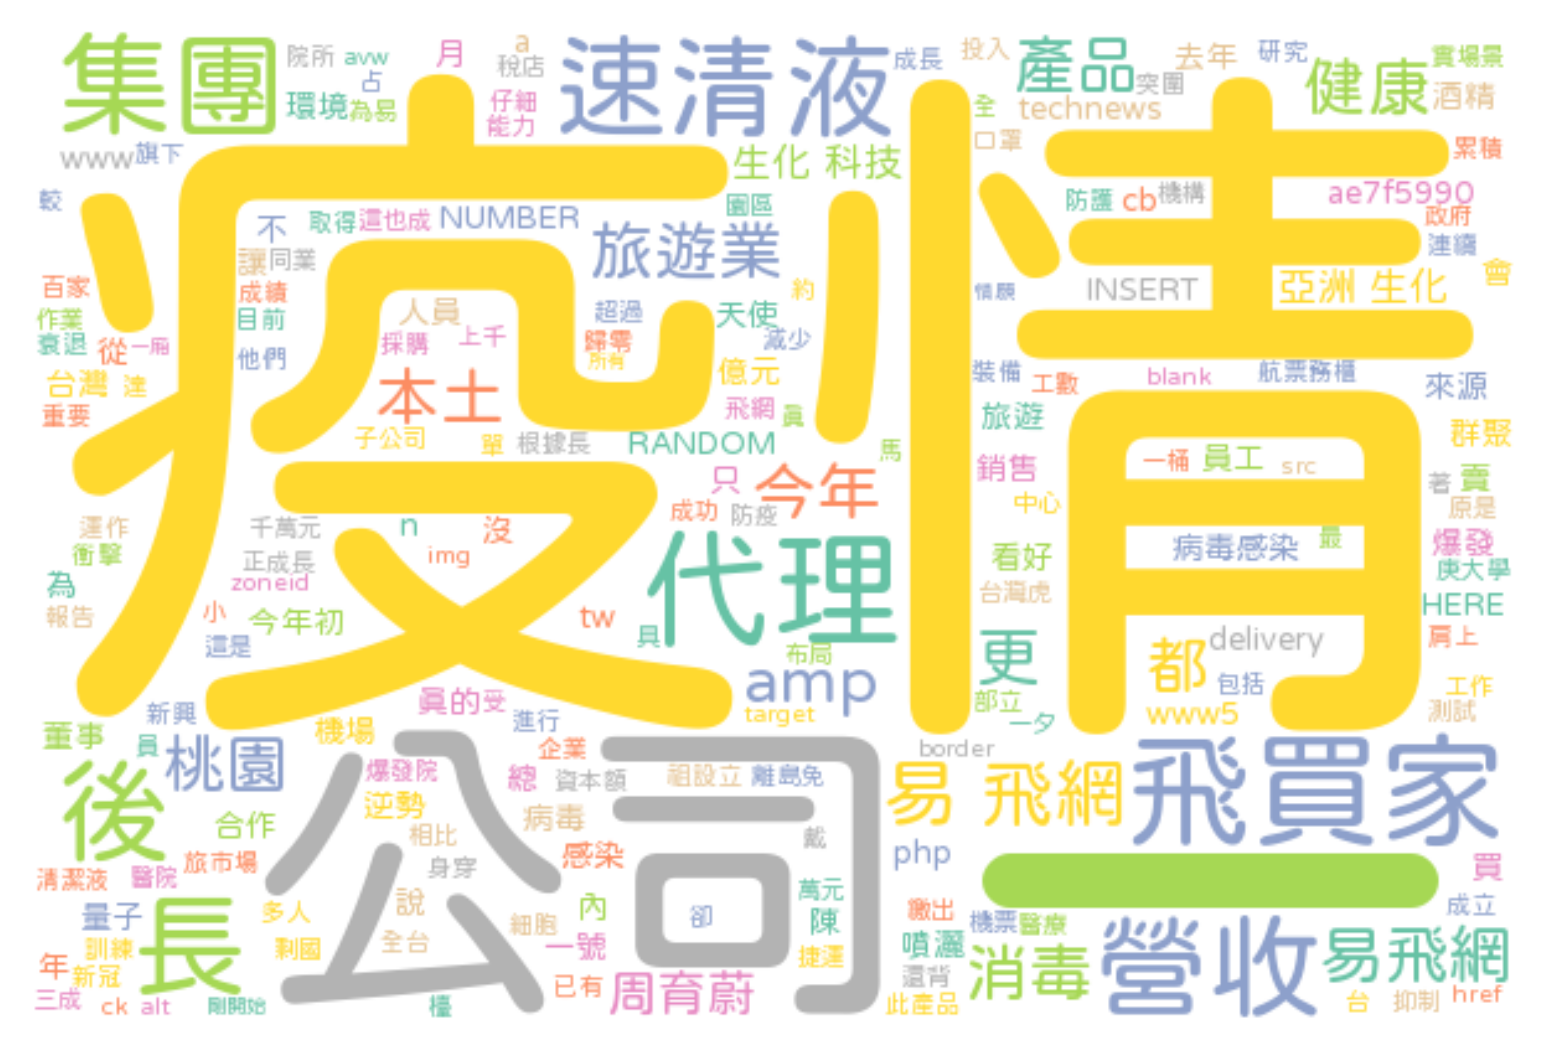 集團 院所 avw 月 a 稅店 速清液 成長 投入 產品 去年 研究 健康 賣場景
占 環境 為易 仔細 能力 全 technews 突圍 酒精
www 旗下 生化 科技 口罩 累積
較 不 取得 這也成 NUMBER 園區 防護 cb 機構 ae7f5990 政府
讓 同業 旅遊業 連續
百家 成績 人員 超過 天使 約 情願 INSERT 亞洲 生化 會
作業 目前 採購 上千 歸零 減少
衰退 從 一廂 他們 所有
台灣 達 本土 億元 裝備 工數 blank 航票務櫃 來源
重要 飛網 員 旅遊
子公司 單 根據長 RANDOM 馬 群聚
疫情
只 今年 銷售 一桶 員工 src 著 賣
運作 千萬元 n 沒 成功 防疫 中心 原是
衝擊 正成長 img 代理 看好 病毒感染 最 爆發
為 zoneid 台灣虎 庚大學
報告 小 今年初 tw 具 HERE
這是 布局 更 都 delivery 肩上
真的受 amp 部立 包括 工作
新興 進行 target 一夕 www5 測試
董事 員 桃園 機場 企業 border
後 爆發院 總 資本額 祖設立 離島免 易 飛網 飛買家
合作 逆勢 相比 病毒 戴
旅市場 身穿 感染 php
清潔液 醫院 公司 萬元 一 買
量子 長 多人 說 細胞 內 卻 陳 繳出 機票 醫療 成立
訓練 剩國 全台 一號 捷運 噴灑 消毒 營收 易飛網
年 新冠 已有 周育蔚 還背
三成 ck alt 剛開始 檯 此產品 台 抑制 href